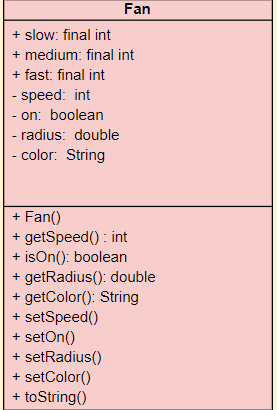 Fan
+ slow: final int
+ medium: final int
+ fast: final int
- speed: int
- on: boolean
- radius: double
- color: String
+ Fan()
+ getSpeed() : int
+ isOn(): boolean
+ getRadius(): double
+ getColor(): String
+ setSpeed()
+ setOn()
+ setRadius()
+ setColor()
+ toString()